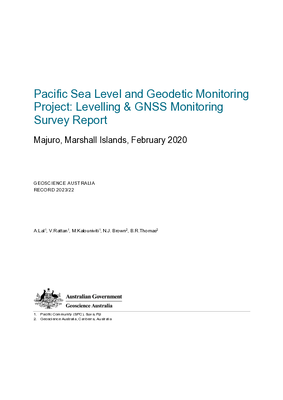 Pacific Sea Level and Geodetic Monitoring
Project: Levelling & GNSS Monitoring
Survey Report
Majuro, Marshall Islands, February 2020
GEOSCIENCE AUSTRALIA
RECORD 2023/22
A.Lal¹, V.Rattan¹, M.Kalounivit¹, N.J. Brown², B.R.Thomas²
Australian Government
Geoscience Australia
1. Pacific Community (SPC), Suva, Fiji
2. Geoscience Australia, Canberra, Australia